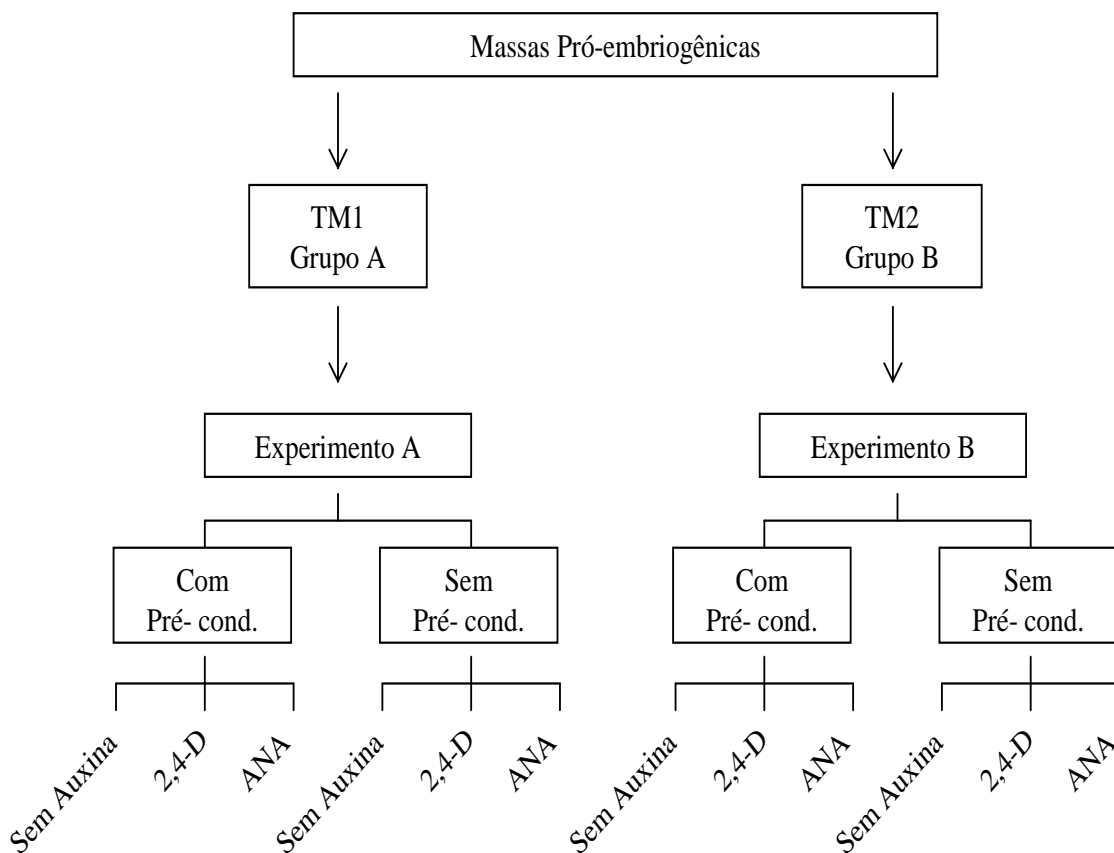 Massas Pró-embriogênicas
TM1
Grupo A
TM2
Grupo B
Experimento A
Experimento B
Com
Pré- cond.
Sem
Pré- cond.
Com
Pré- cond.
Sem
Pré- cond.
Sem Auxina
2,4-D
ANA
Sem Auxina
2,4-D
ANA
Sem Auxina
2,4-D
ANA
Sem Auxina
2,4-D
ANA